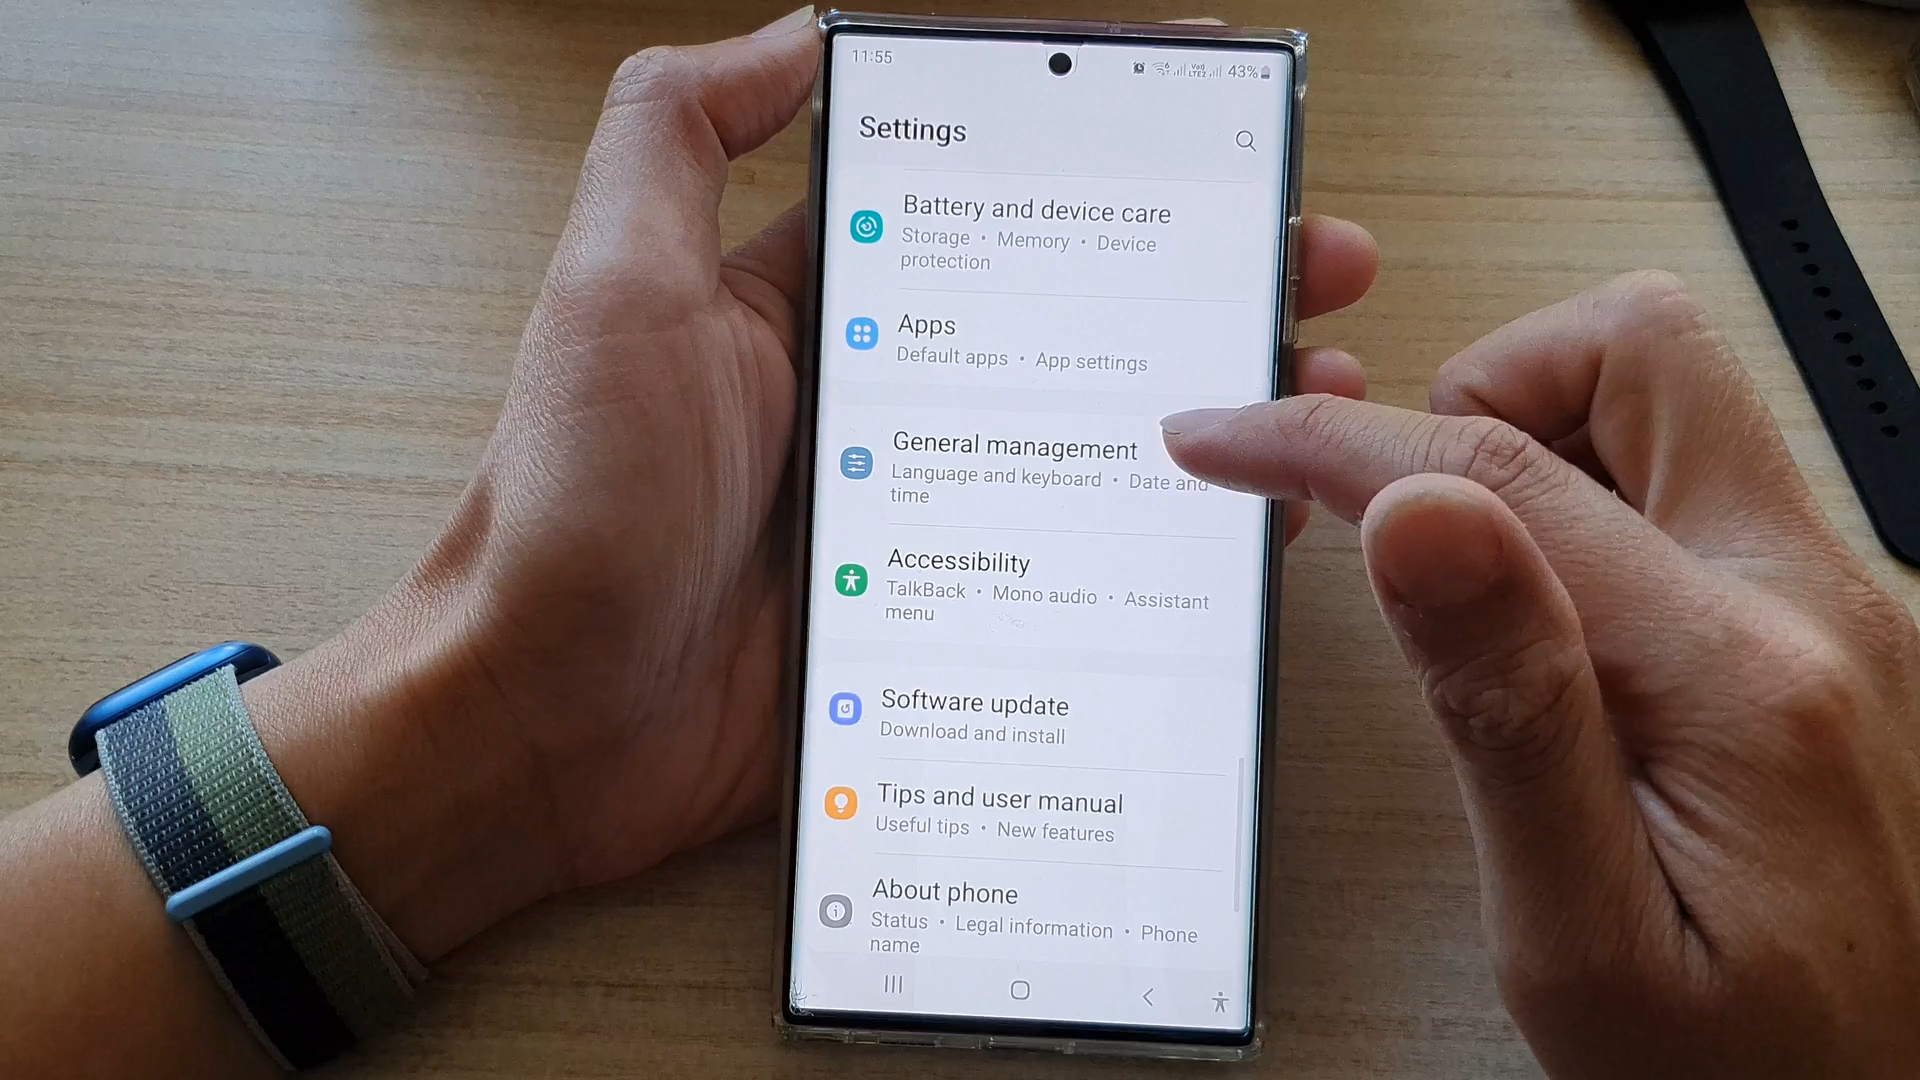 11:55
43%
Settings
Battery and device care
Storage • Memory • Device
protection
Apps
Default apps • App settings
General management
Language and keyboard • Date and
time
Accessibility
TalkBack • Mono audio • Assistant
menu
Software update
Download and install
Tips and user manual
Useful tips • New features
About phone
Status • Legal information • Phone
name